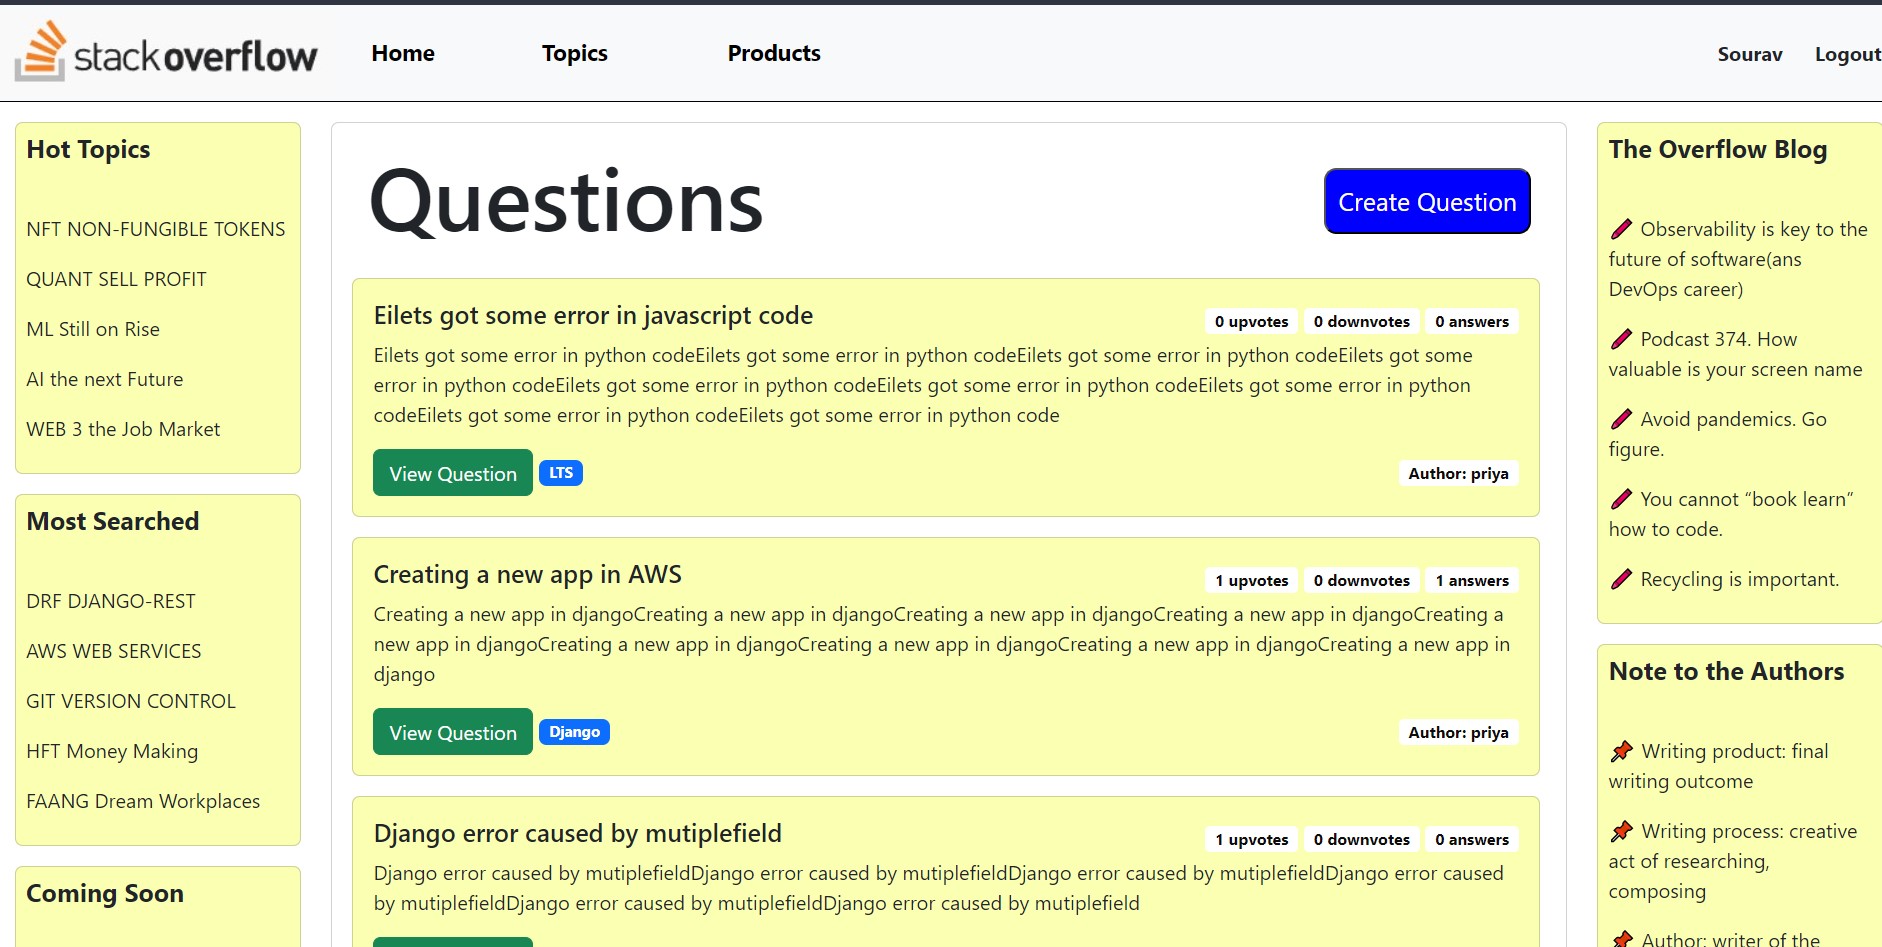 stackoverflow
Home
Topics
Products
Sourav
Logout
Hot Topics
NFT NON-FUNGIBLE TOKENS
QUANT SELL PROFIT
ML Still on Rise
AI the next Future
WEB 3 the Job Market
Most Searched
DRF DJANGO-REST
AWS WEB SERVICES
GIT VERSION CONTROL
HFT Money Making
FAANG Dream Workplaces
Coming Soon
Questions
Create Question
Eilets got some error in javascript code
0 upvotes
0 downvotes
0 answers
Eilets got some error in python codeEilets got some error in python codeEilets got some error in python codeEilets got some
error in python codeEilets got some error in python codeEilets got some error in python codeEilets got some error in python
codeEilets got some error in python codeEilets got some error in python code
View Question
LTS
Author: priya
Creating a new app in AWS
1 upvotes
0 downvotes
1 answers
Creating a new app in djangoCreating a new app in djangoCreating a new app in djangoCreating a new app in djangoCreating a
new app in djangoCreating a new app in djangoCreating a new app in djangoCreating a new app in djangoCreating a new app in
django
View Question
Django
Author: priya
Django error caused by mutiplefield
1 upvotes
0 downvotes
0 answers
Django error caused by mutiplefieldDjango error caused by mutiplefieldDjango error caused by mutiplefieldDjango error caused
by mutiplefieldDjango error caused by mutiplefieldDjango error caused by mutiplefield
The Overflow Blog
Observability is key to the
future of software(ans
DevOps career)
Podcast 374. How
valuable is your screen name
Avoid pandemics. Go
figure.
You cannot “book learn”
how to code.
Recycling is important.
Note to the Authors
Writing product: final
writing outcome
Writing process: creative
act of researching,
composing
Author: writer of the